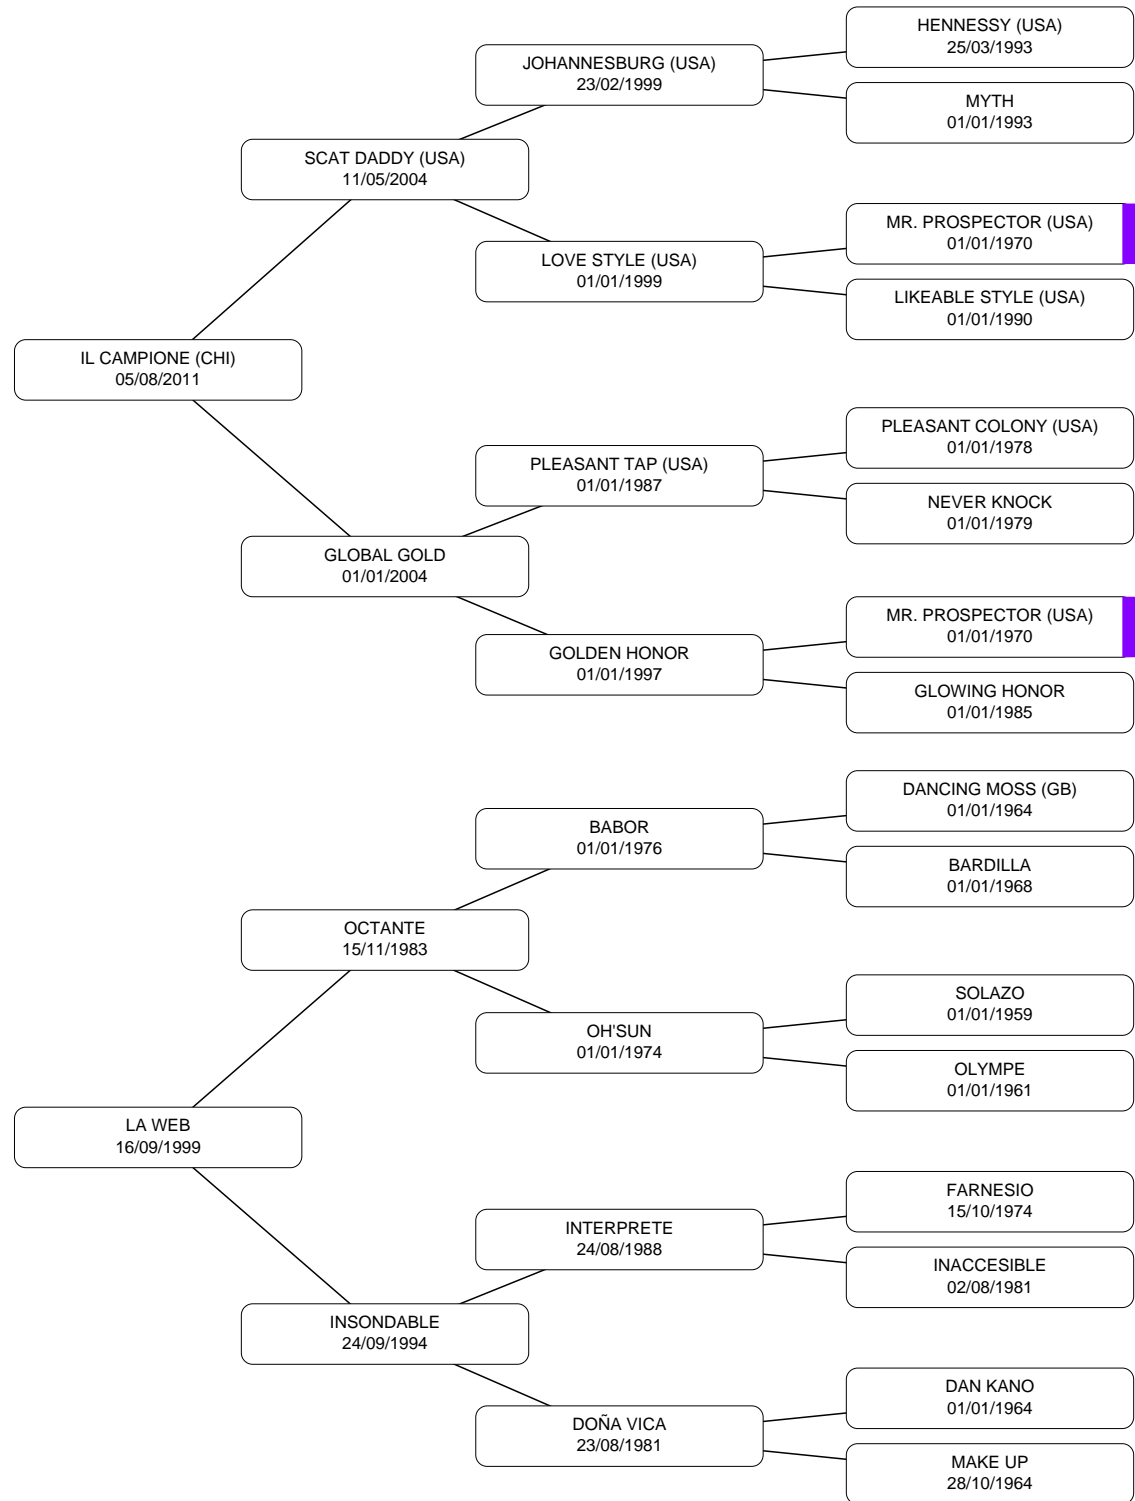 HENNESSY (USA)
25/03/1993
JOHANNESBURG (USA)
23/02/1999
MYTH
01/01/1993
SCAT DADDY (USA)
11/05/2004
MR. PROSPECTOR (USA)
01/01/1970
LOVE STYLE (USA)
01/01/1999
LIKEABLE STYLE (USA)
01/01/1990
IL CAMPIONE (CHI)
05/08/2011
PLEASANT COLONY (USA)
01/01/1978
PLEASANT TAP (USA)
01/01/1987
NEVER KNOCK
01/01/1979
GLOBAL GOLD
01/01/2004
MR. PROSPECTOR (USA)
01/01/1970
GOLDEN HONOR
01/01/1997
GLOWING HONOR
01/01/1985
DANCING MOSS (GB)
01/01/1964
BABOR
01/01/1976
BARDILLA
01/01/1968
OCTANTE
15/11/1983
SOLAZO
01/01/1959
OH'SUN
01/01/1974
OLYMPE
01/01/1961
LA WEB
16/09/1999
FARNESIO
15/10/1974
INTERPRETE
24/08/1988
INACCESIBLE
02/08/1981
INSONDABLE
24/09/1994
DAN KANO
01/01/1964
DOÑA VICA
23/08/1981
MAKE UP
28/10/1964